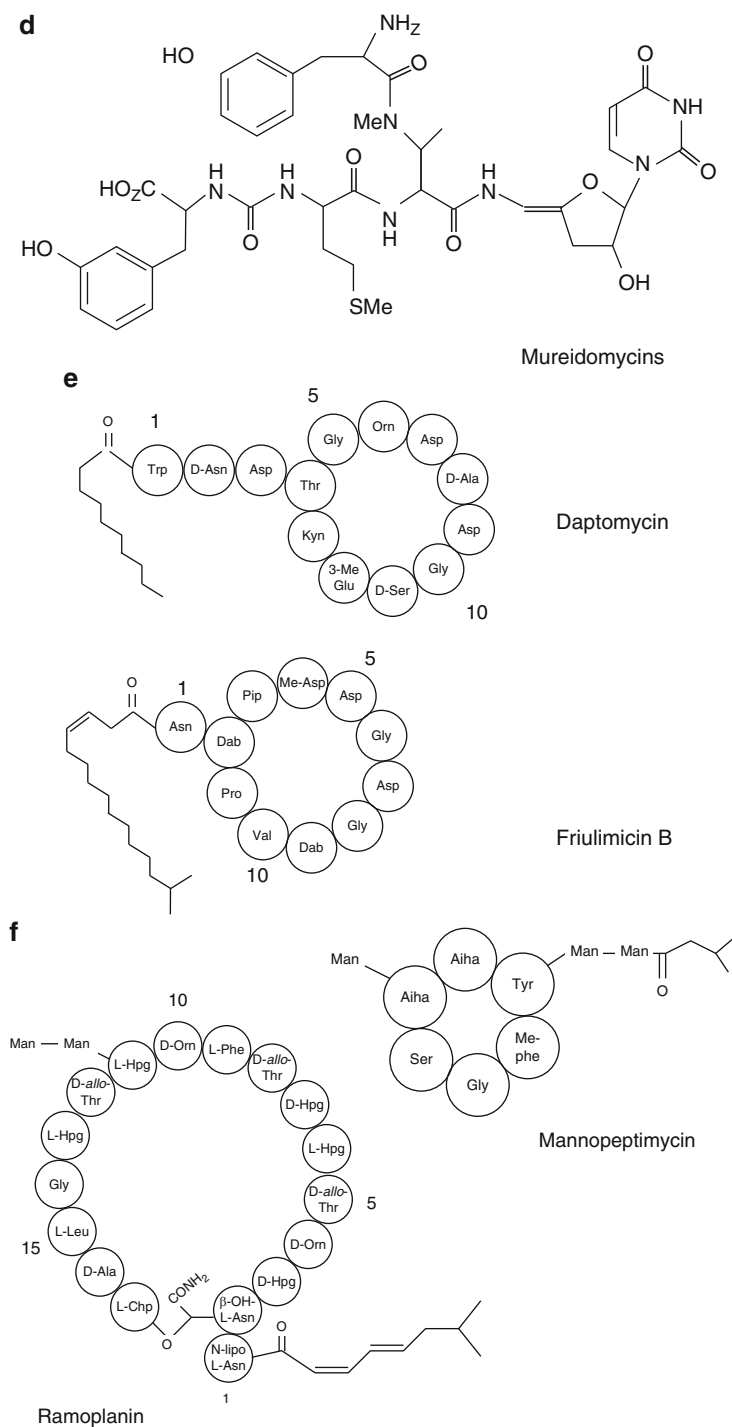 d
NHZ
HO
O
O
MeN
NH
HOZC
H
N
H
N
O
H
N
O
N
O
O
N
H
O
O
HO
OH
SMe
Mureidomycins
e
O
1
5
Trp
D-Asn
Asp
Thr
Gly
Orn
Asp
D-Ala
Asp
Gly
D-Ser
3-Me
Glu
Kyn
10
Daptomycin
O
1
5
Asn
Dab
Pip
Me-Asp
Asp
Gly
Asp
Gly
Dab
Val
Pro
10
Friulimicin B
f
Man
Aiha
Aiha
Tyr
Man
Man
O
Me-
phe
Gly
Ser
Mannopeptimycin
10
Man
Man
L-Hpg
D-Orn
L-Phe
D-allo-
Thr
D-Hpg
L-Hpg
D-allo-
Thr
5
D-Orn
D-Hpg
β-OH-
L-Asn
N-lipo
L-Asn
1
O
CONH2
O
L-Chp
D-Ala
L-Leu
15
Gly
L-Hpg
D-allo-
Thr
Ramoplanin